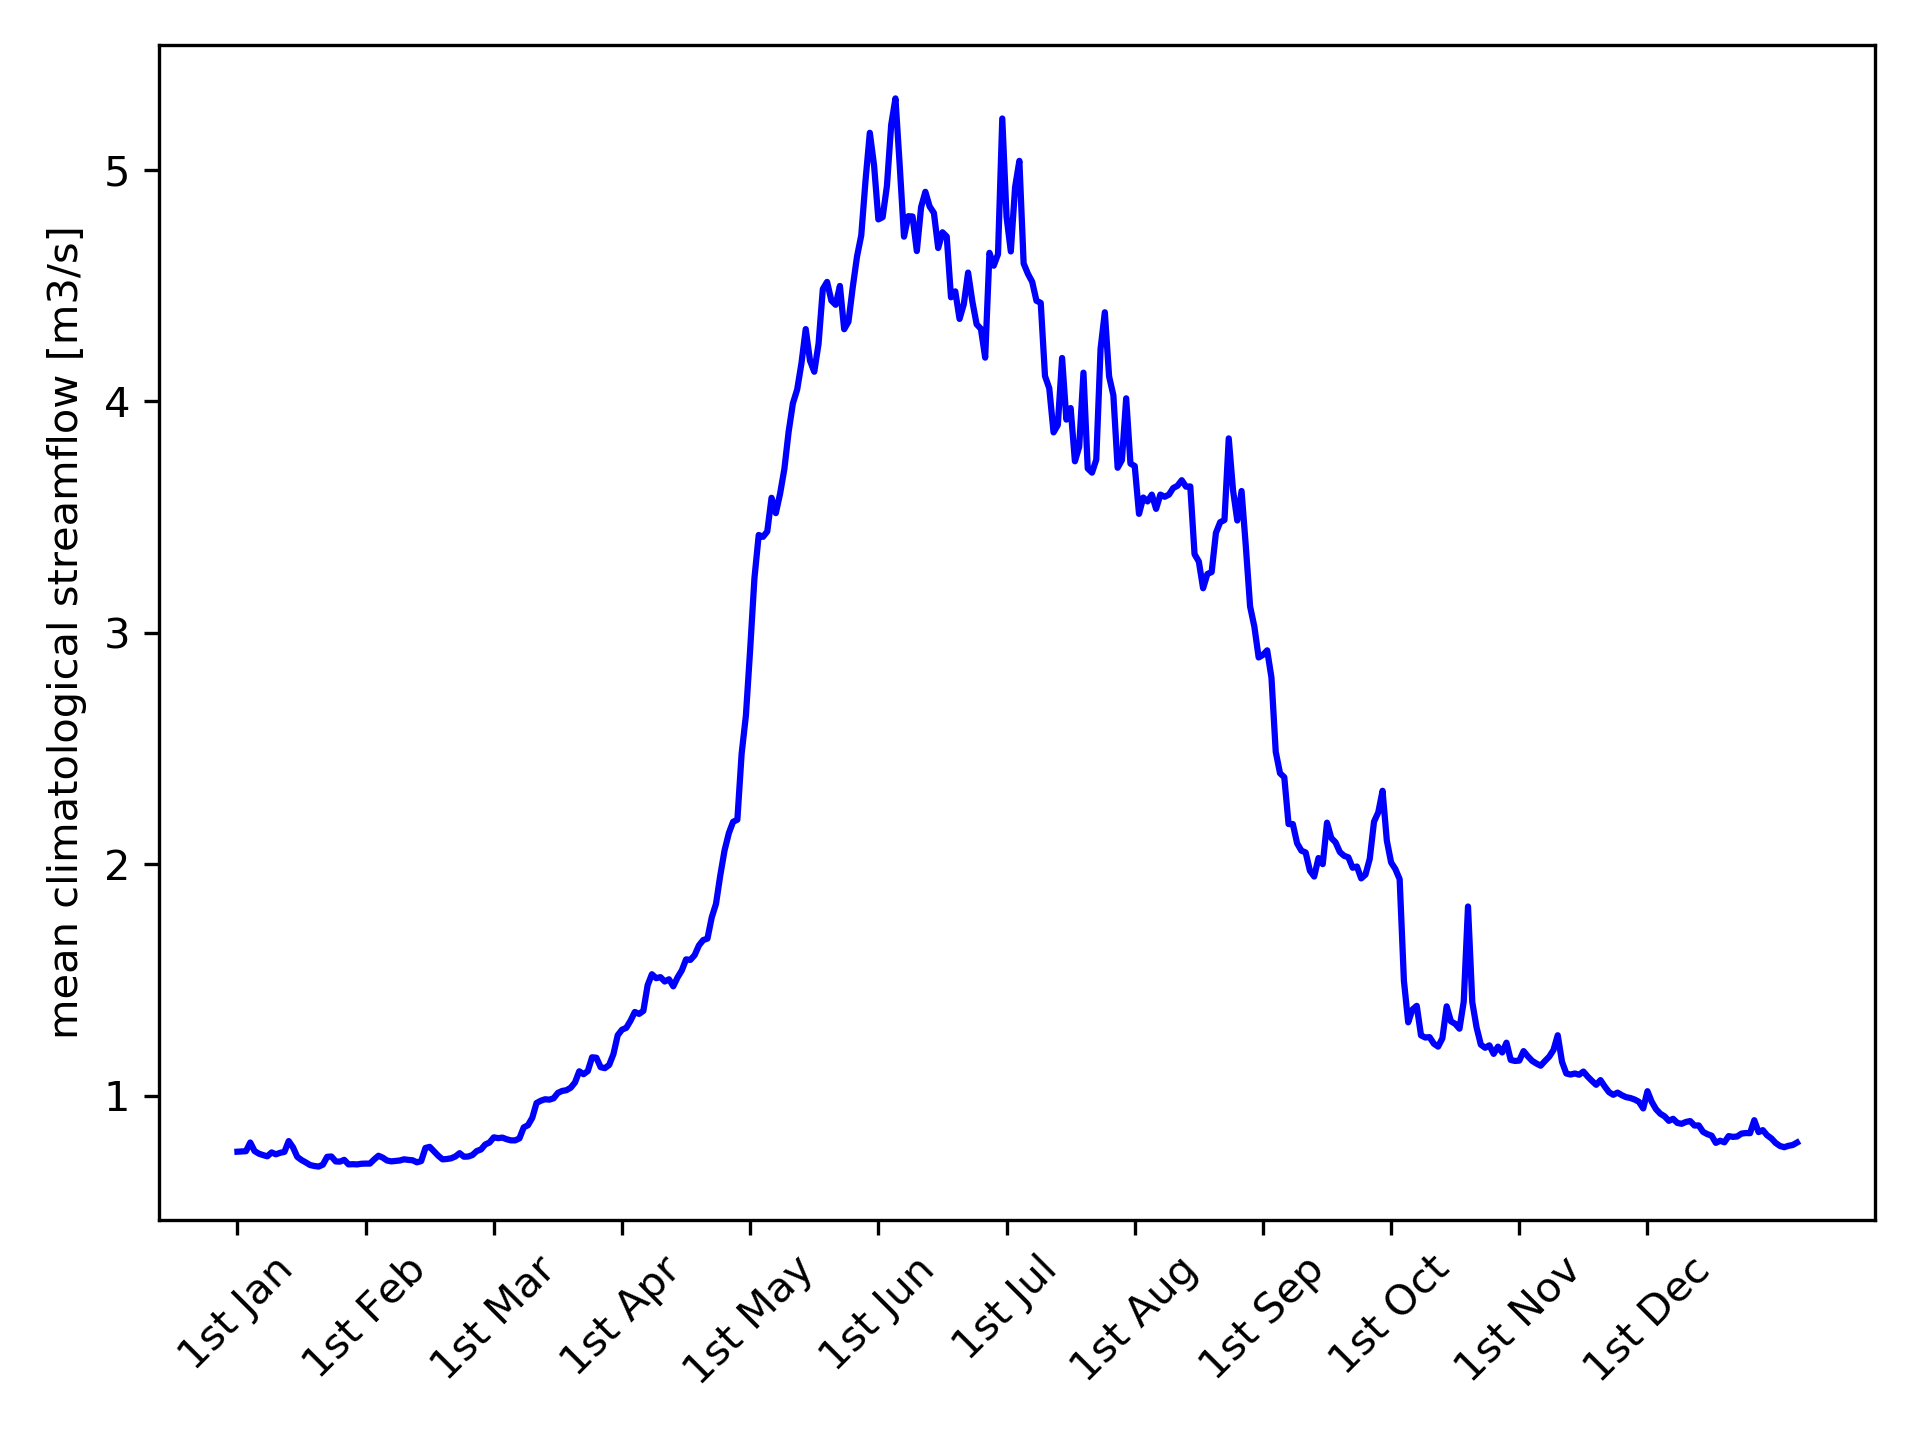 mean climatological streamflow [m3/s]
5
4
3
2
1
1st Jan
1st Feb
1st Mar
1st Apr
1st May
1st Jun
1st Jul
1st Aug
1st Sep
1st Oct
1st Nov
1st Dec